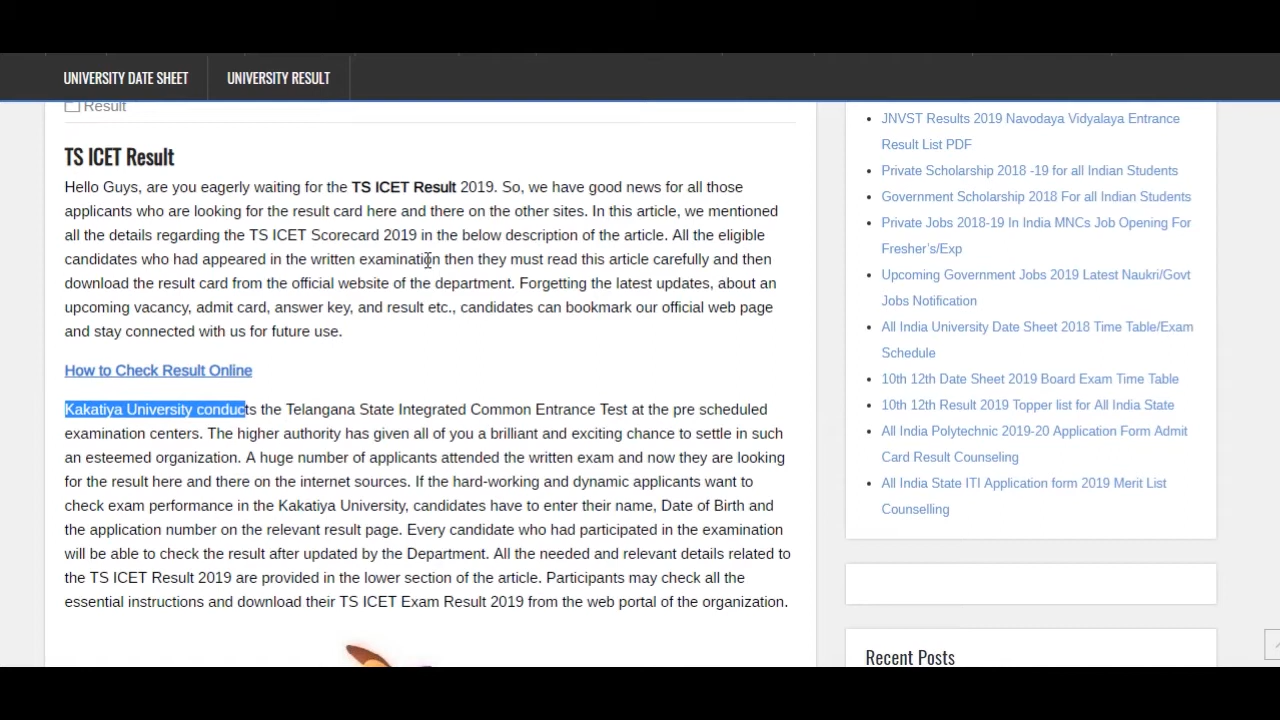 UNIVERSITY DATE SHEET
UNIVERSITY RESULT
Result
TS ICET Result
Hello Guys, are you eagerly waiting for the TS ICET Result 2019. So, we have good news for all those
applicants who are looking for the result card here and there on the other sites. In this article, we mentioned
all the details regarding the TS ICET Scorecard 2019 in the below description of the article. All the eligible
candidates who had appeared in the written examination then they must read this article carefully and then
download the result card from the official website of the department. Forgetting the latest updates, about an
upcoming vacancy, admit card, answer key, and result etc., candidates can bookmark our official web page
and stay connected with us for future use.
How to Check Result Online
Kakatiya University conducts the Telangana State Integrated Common Entrance Test at the pre scheduled
examination centers. The higher authority has given all of you a brilliant and exciting chance to settle in such
an esteemed organization. A huge number of applicants attended the written exam and now they are looking
for the result here and there on the internet sources. If the hard-working and dynamic applicants want to
check exam performance in the Kakatiya University, candidates have to enter their name, Date of Birth and
the application number on the relevant result page. Every candidate who had participated in the examination
will be able to check the result after updated by the Department. All the needed and relevant details related to
the TS ICET Result 2019 are provided in the lower section of the article. Participants may check all the
essential instructions and download their TS ICET Exam Result 2019 from the web portal of the organization.
JNVST Results 2019 Navodaya Vidyalaya Entrance
Result List PDF
Private Scholarship 2018 -19 for all Indian Students
Government Scholarship 2018 For all Indian Students
Private Jobs 2018-19 In India MNCs Job Opening For
Fresher's/Exp
Upcoming Government Jobs 2019 Latest Naukri/Govt
Jobs Notification
All India University Date Sheet 2018 Time Table/Exam
Schedule
10th 12th Date Sheet 2019 Board Exam Time Table
10th 12th Result 2019 Topper list for All India State
All India Polytechnic 2019-20 Application Form Admit
Card Result Counseling
All India State ITI Application form 2019 Merit List
Counselling
Recent Posts